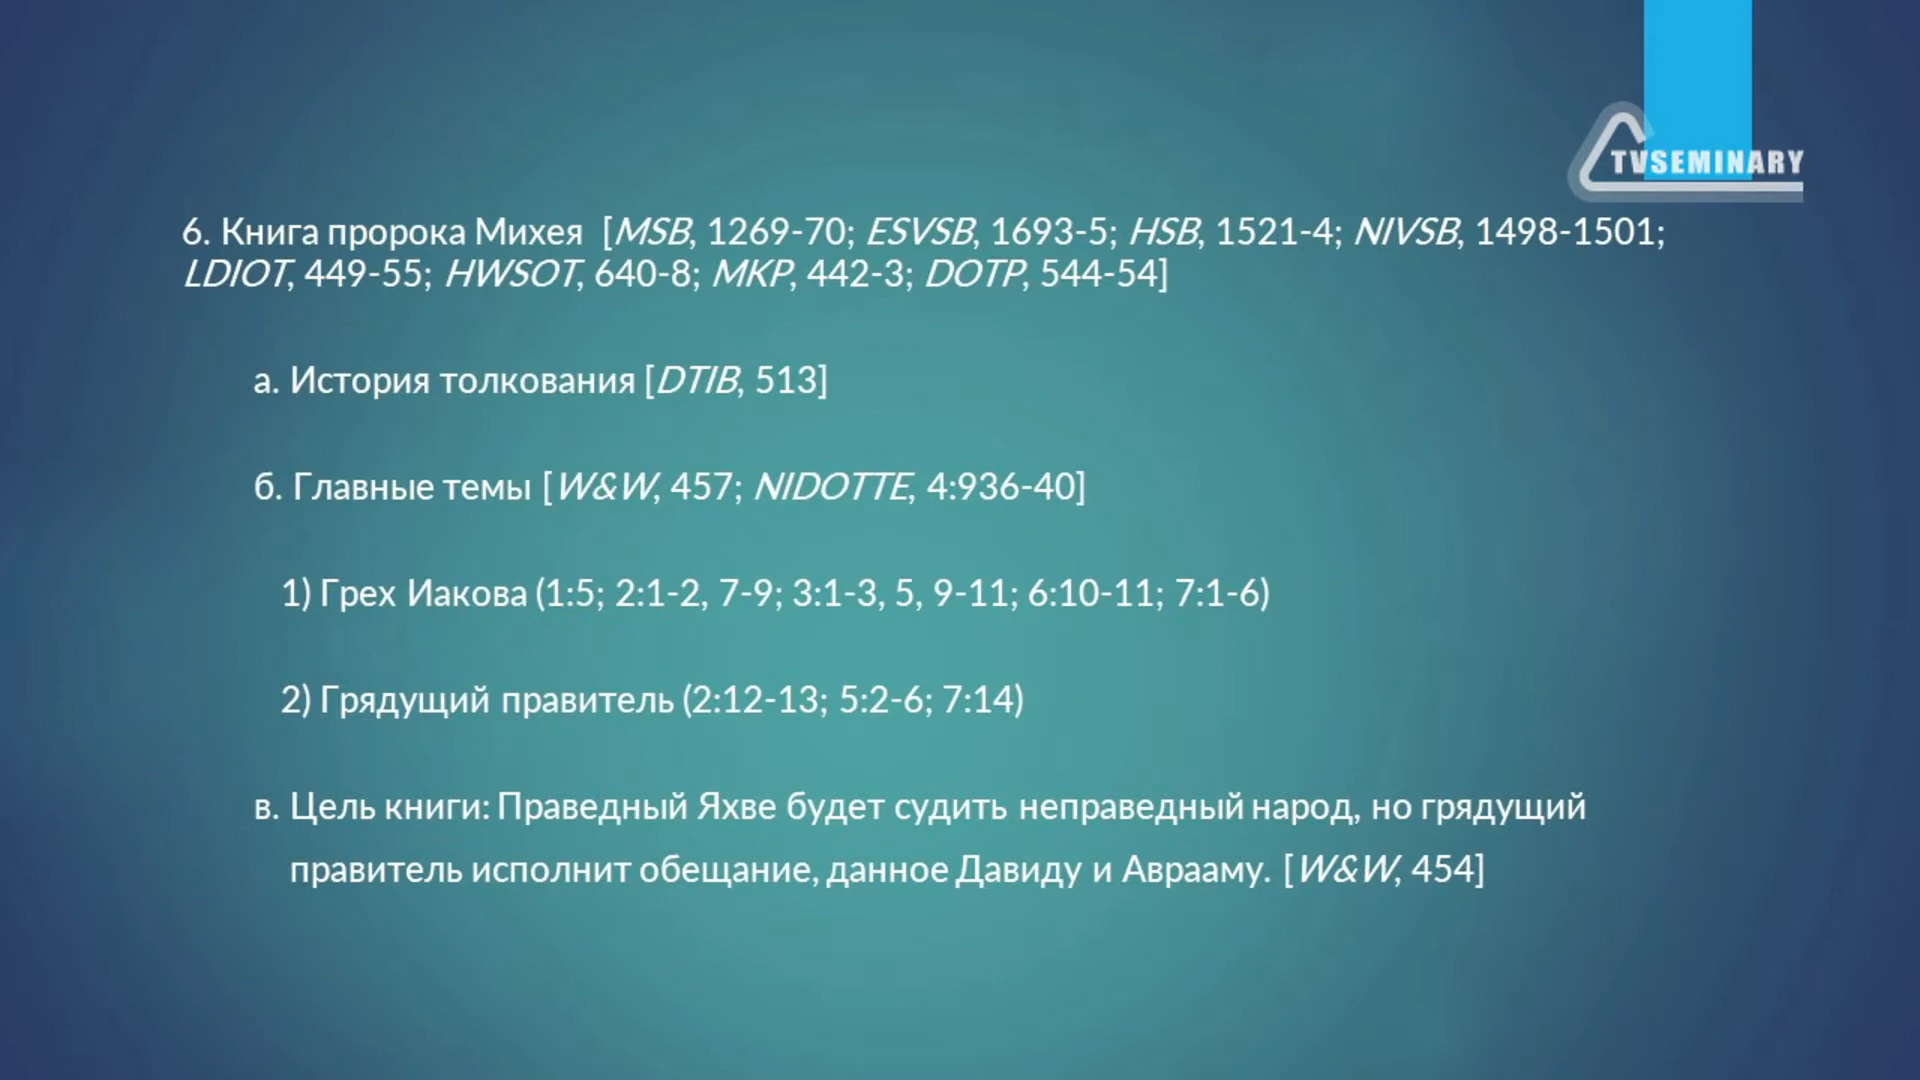 TVSEMINARY
6. Книга пророка Михея [MSB, 1269-70; ESVSB, 1693-5; HSB, 1521-4; NIVSB, 1498-1501;
LDIOT, 449-55; HWSOT, 640-8; MKP, 442-3; DOTP, 544-54]
а. История толкования [DTIB, 513]
б. Главные темы [W&W, 457; NIDOTTE, 4:936-40]
1) Грех Иакова (1:5; 2:1-2, 7-9; 3:1-3, 5, 9-11; 6:10-11; 7:1-6)
2) Грядущий правитель (2:12-13; 5:2-6; 7:14)
в. Цель книги: Праведный Яхве будет судить неправедный народ, но грядущий
правитель исполнит обещание, данное Давиду и Аврааму. [W&W, 454]